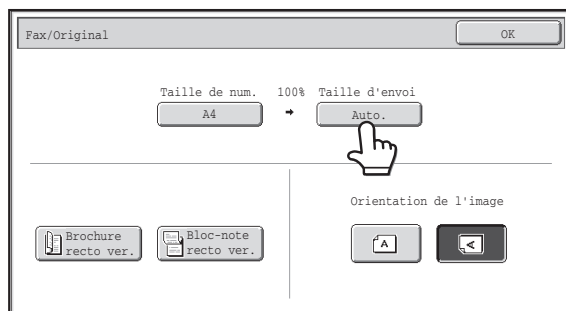 Fax/Original
OK
Taille de num. 100% Taille d'envoi
A4
Auto.
Orientation de l'image
Brochure
recto ver.
Bloc-note
recto ver.
A
A